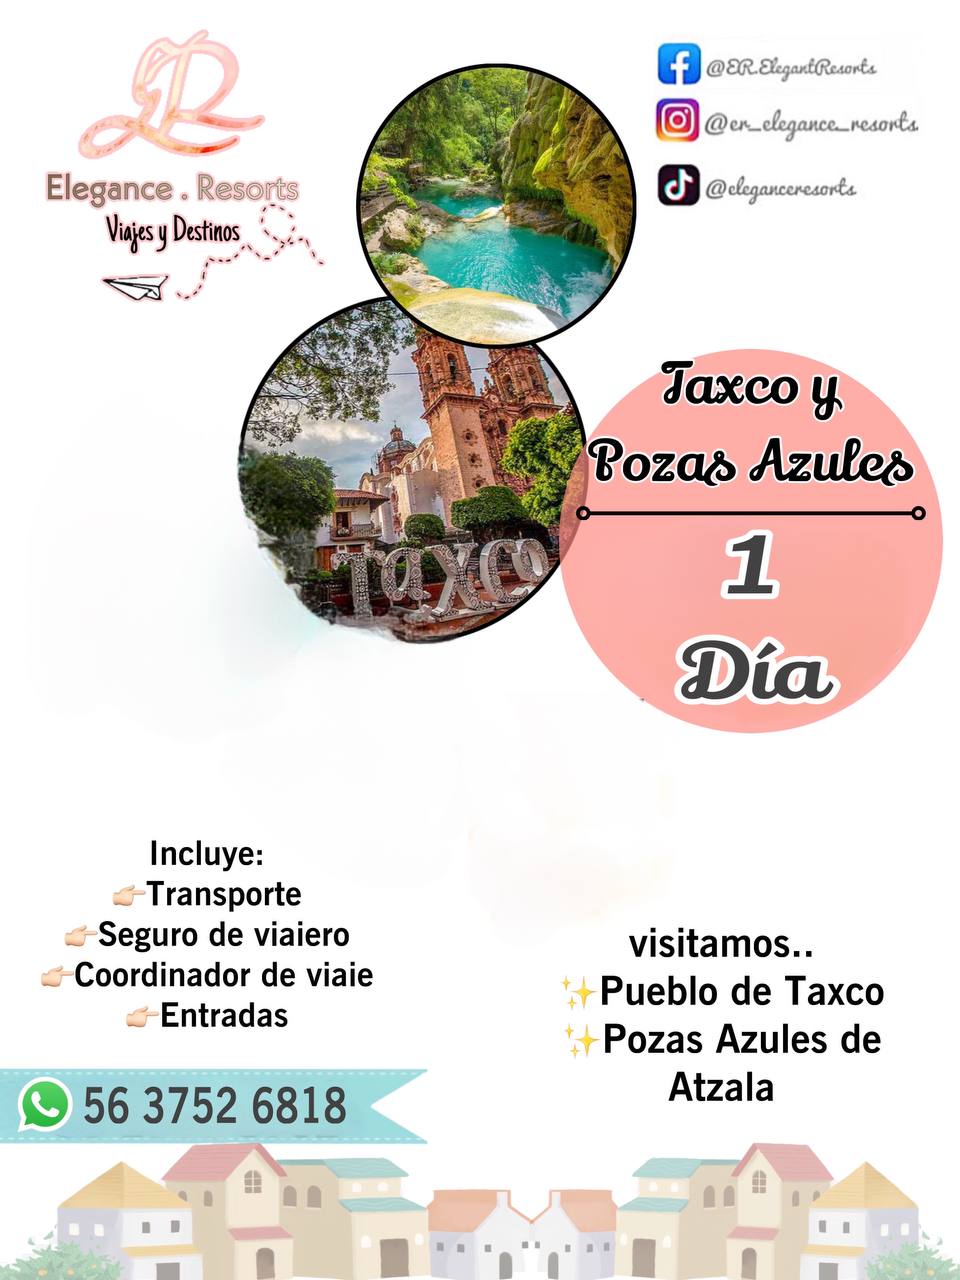 Elegance . Resorts
Viajes y Destinos
@ER.ElegantResorts
@er_elegance_resorts
@eleganceresorts
Taxco
Taxco y
Pozas Azules
1
Día
Incluye:
👉🏻Transporte
👉🏻Seguro de viaiero
👉🏻Coordinador de viaie
👉🏻Entradas
visitamos..
✨Pueblo de Taxco
✨Pozas Azules de
Atzala
56 3752 6818